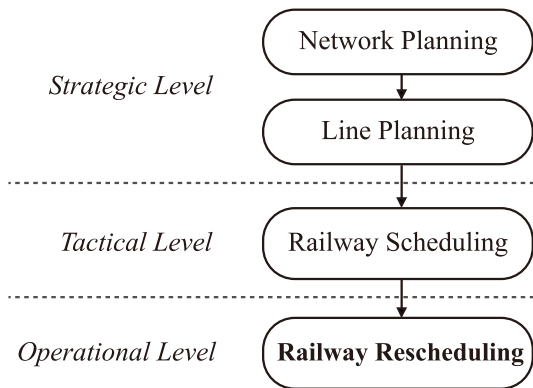 Network Planning
Strategic Level
Line Planning
Tactical Level
Railway Scheduling
Operational Level
Railway Rescheduling